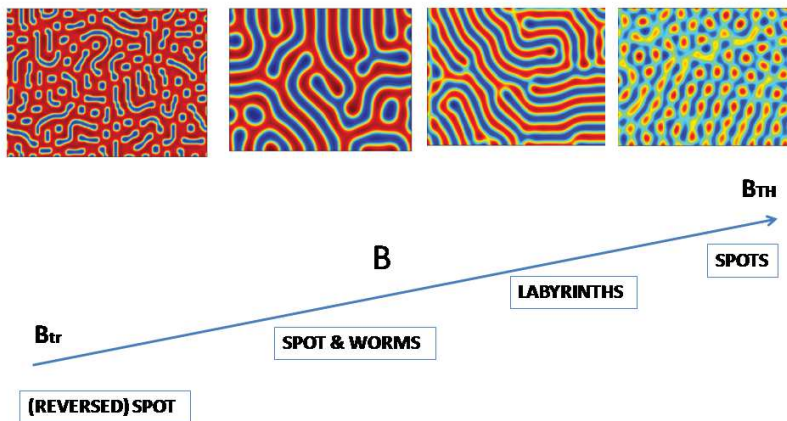 BTH
SPOTS
B
LABYRINTHS
Btr
SPOT & WORMS
(REVERSED) SPOT